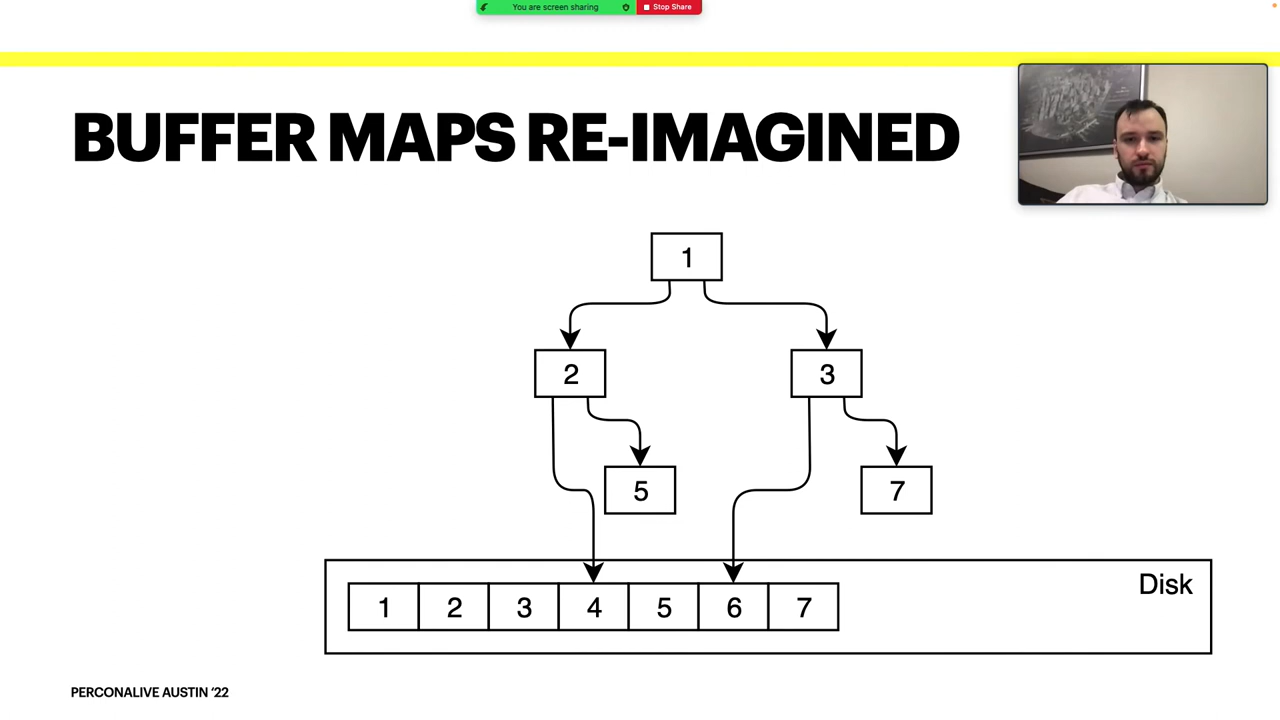 You are screen sharing
Stop Share
BUFFER MAPS RE-IMAGINED
1
2 3
5 7
Disk
1 2 3 4 5 6 7
PERCONALIVE AUSTIN ‘22